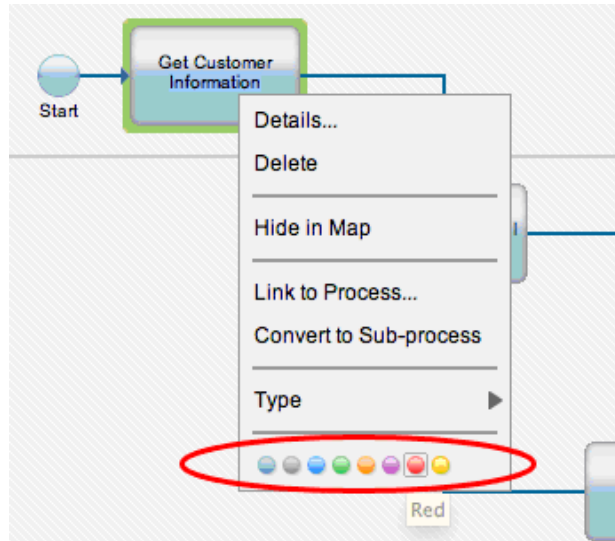 Get Customer
Information
Start
Details...
Delete
Hide in Map
Link to Process...
Convert to Sub-process
Type
Red